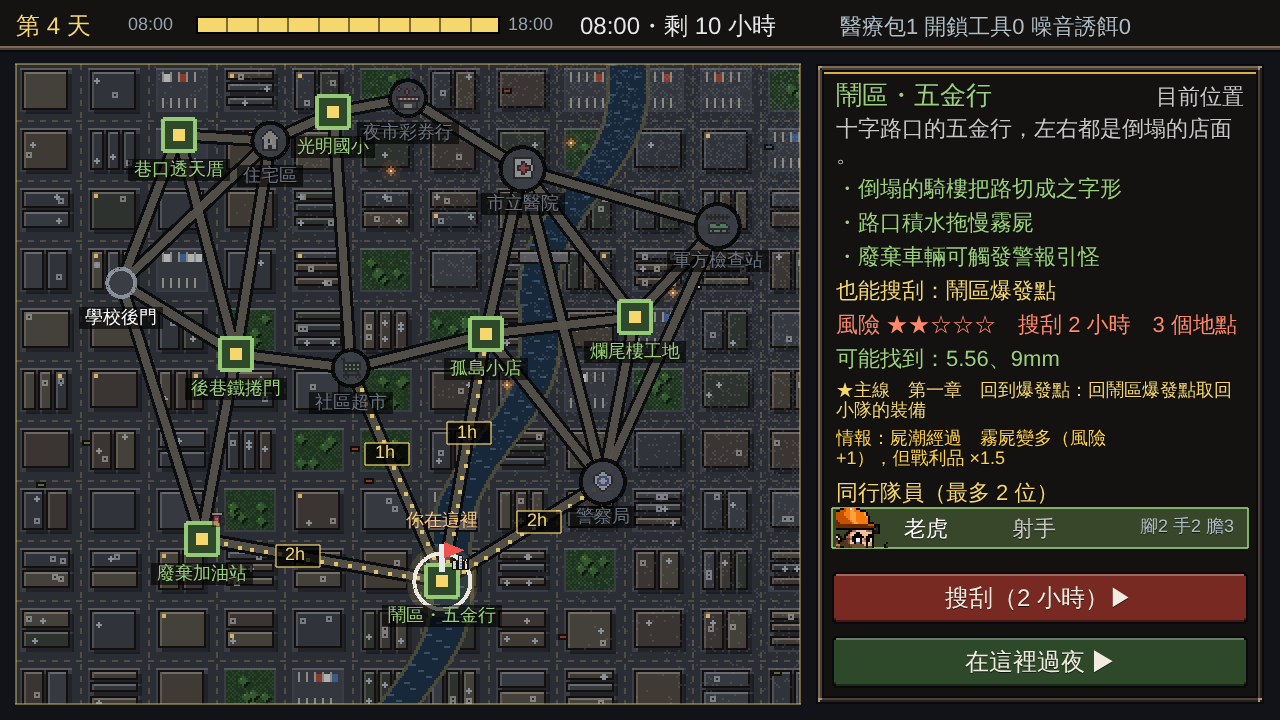 第 4 天
08:00
18:00
08:00・剩 10 小時
醫療包1 開鎖工具0 噪音誘餌0
夜市彩券行
光明國小
巷口透天厝
住宅區
市立醫院
軍方檢查站
學校後門
爛尾樓工地
孤島小店
後巷鐵捲門
社區超市
1h
1h
你在這裡
2h
警察局
2h
廢棄加油站
鬧區・五金行
鬧區・五金行
目前位置
十字路口的五金行，左右都是倒塌的店面
。
・倒塌的騎樓把路切成之字形
・路口積水拖慢霧屍
・廢棄車輛可觸發警報引怪
也能搜刮：鬧區爆發點
風險 ★★☆☆☆　搜刮 2 小時　3 個地點
可能找到：5.56、9mm
★主線　第一章　回到爆發點：回鬧區爆發點取回
小隊的裝備
情報：屍潮經過　霧屍變多（風險
+1），但戰利品 ×1.5
同行隊員（最多 2 位）
老虎 射手 腳2 手2 膽3
搜刮（2 小時）▶
在這裡過夜 ▶